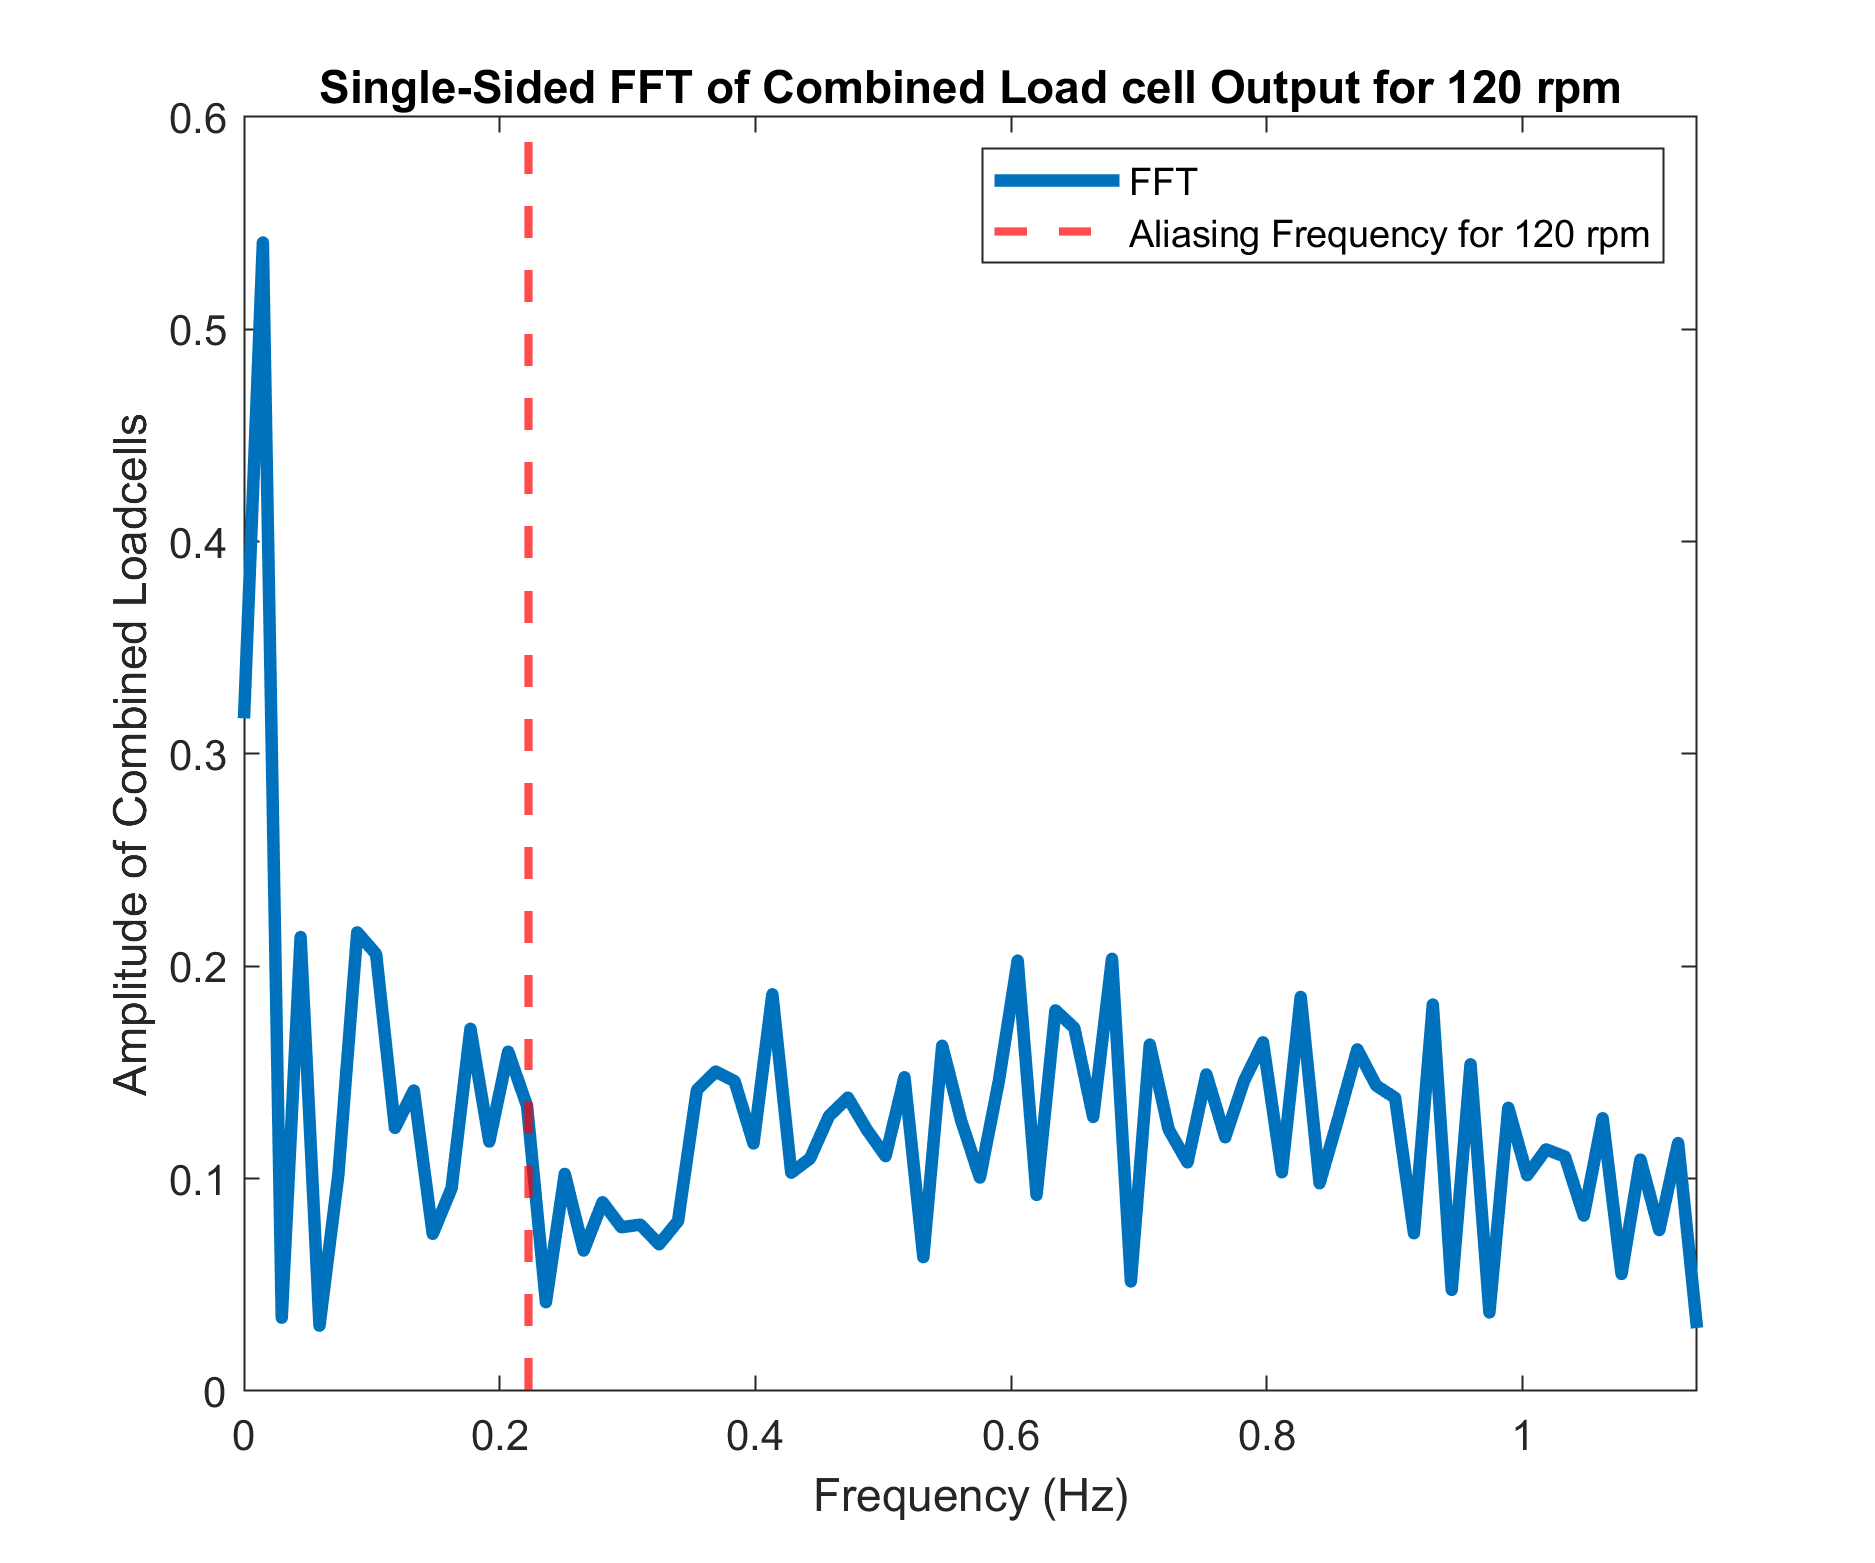 Single-Sided FFT of Combined Load cell Output for 120 rpm
FFT
Aliasing Frequency for 120 rpm
0.6
0.5
0.4
0.3
0.2
0.1
0
Amplitude of Combined Loadcells
0
0.2
0.4
0.6
0.8
1
Frequency (Hz)